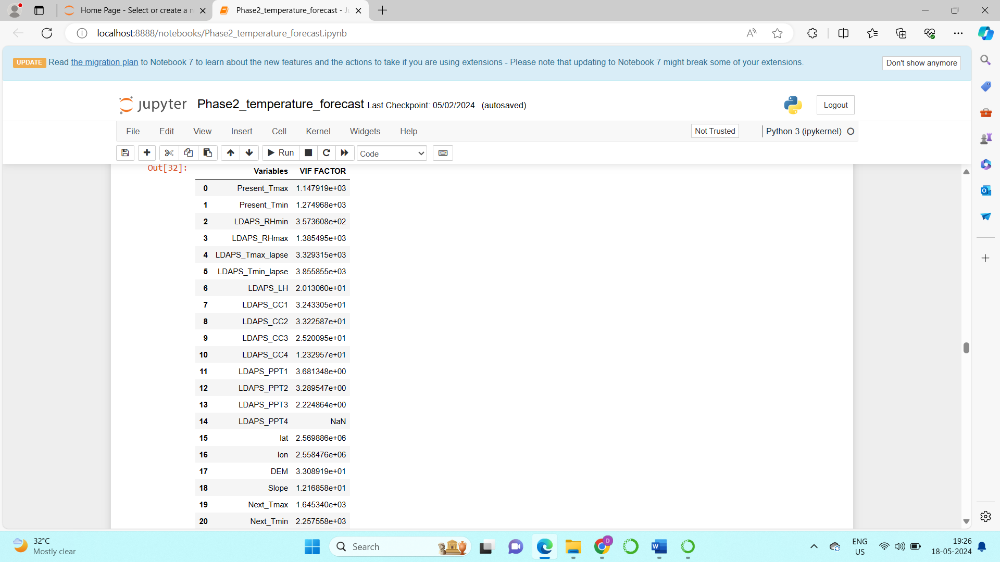 Home Page - Select or create a n
Phase2_temperature_forecast - Ju
localhost:8888/notebooks/Phase2_temperature_forecast.ipynb
UPDATE Read the migration plan to Notebook 7 to learn about the new features and the actions to take if you are using extensions - Please note that updating to Notebook 7 might break some of your extensions.
Don't show anymore
jupyter Phase2_temperature_forecast Last Checkpoint: 05/02/2024 (autosaved)
Logout
File Edit View Insert Cell Kernel Widgets Help
Not Trusted
Python 3 (ipykernel)
Run
Code
Out[32]:
Variables VIF FACTOR
0 Present_Tmax 1.147919e+03
1 Present_Tmin 1.274968e+03
2 LDAPS_RHmin 3.573608e+02
3 LDAPS_RHmax 1.385495e+03
4 LDAPS_Tmax_lapse 3.329315e+03
5 LDAPS_Tmin_lapse 3.855855e+03
6 LDAPS_LH 2.013060e+01
7 LDAPS_CC1 3.243305e+01
8 LDAPS_CC2 3.322587e+01
9 LDAPS_CC3 2.520095e+01
10 LDAPS_CC4 1.232957e+01
11 LDAPS_PPT1 3.681348e+00
12 LDAPS_PPT2 3.289547e+00
13 LDAPS_PPT3 2.224864e+00
14 LDAPS_PPT4 NaN
15 lat 2.569886e+06
16 lon 2.558476e+06
17 DEM 3.308919e+01
18 Slope 1.216858e+01
19 Next_Tmax 1.645340e+03
20 Next_Tmin 2.257558e+03
32°C
Mostly clear
Search
D
W
ENG
US
19:26
18-05-2024